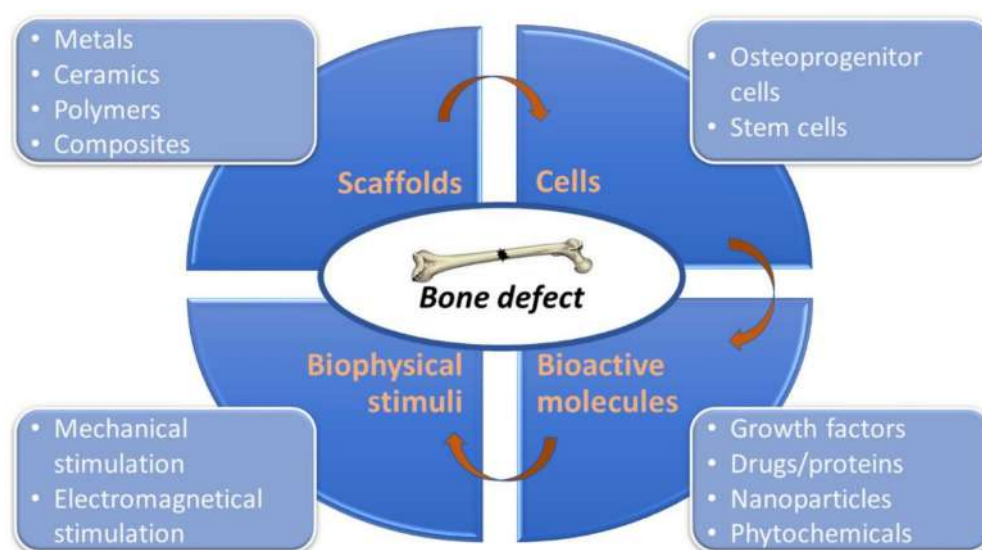 • Metals
• Ceramics
• Polymers
• Composites
• Osteoprogenitor
cells
• Stem cells
Scaffolds
Cells
Bone defect
Biophysical
stimuli
Bioactive
molecules
• Mechanical
stimulation
• Electromagnetical
stimulation
• Growth factors
• Drugs/proteins
• Nanoparticles
• Phytochemicals